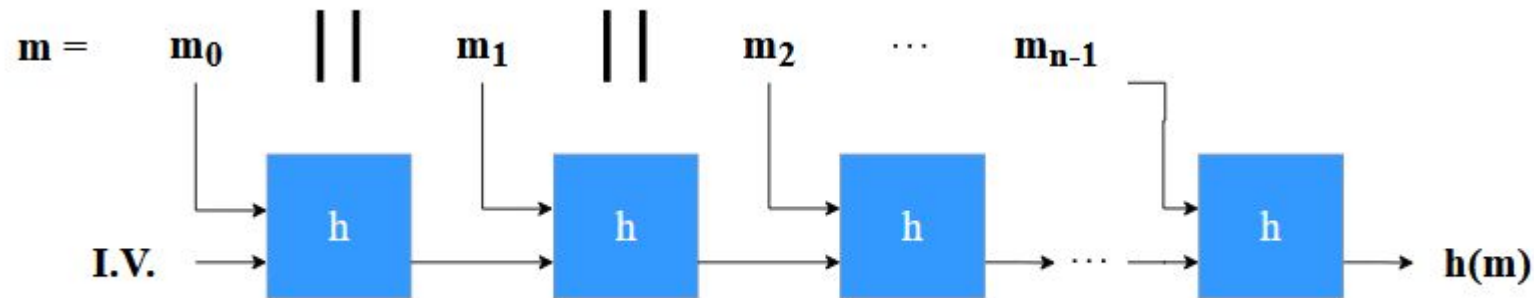 m = m0 || m1 || m2 ... mn-1
h h h h
I.V. ... h(m)